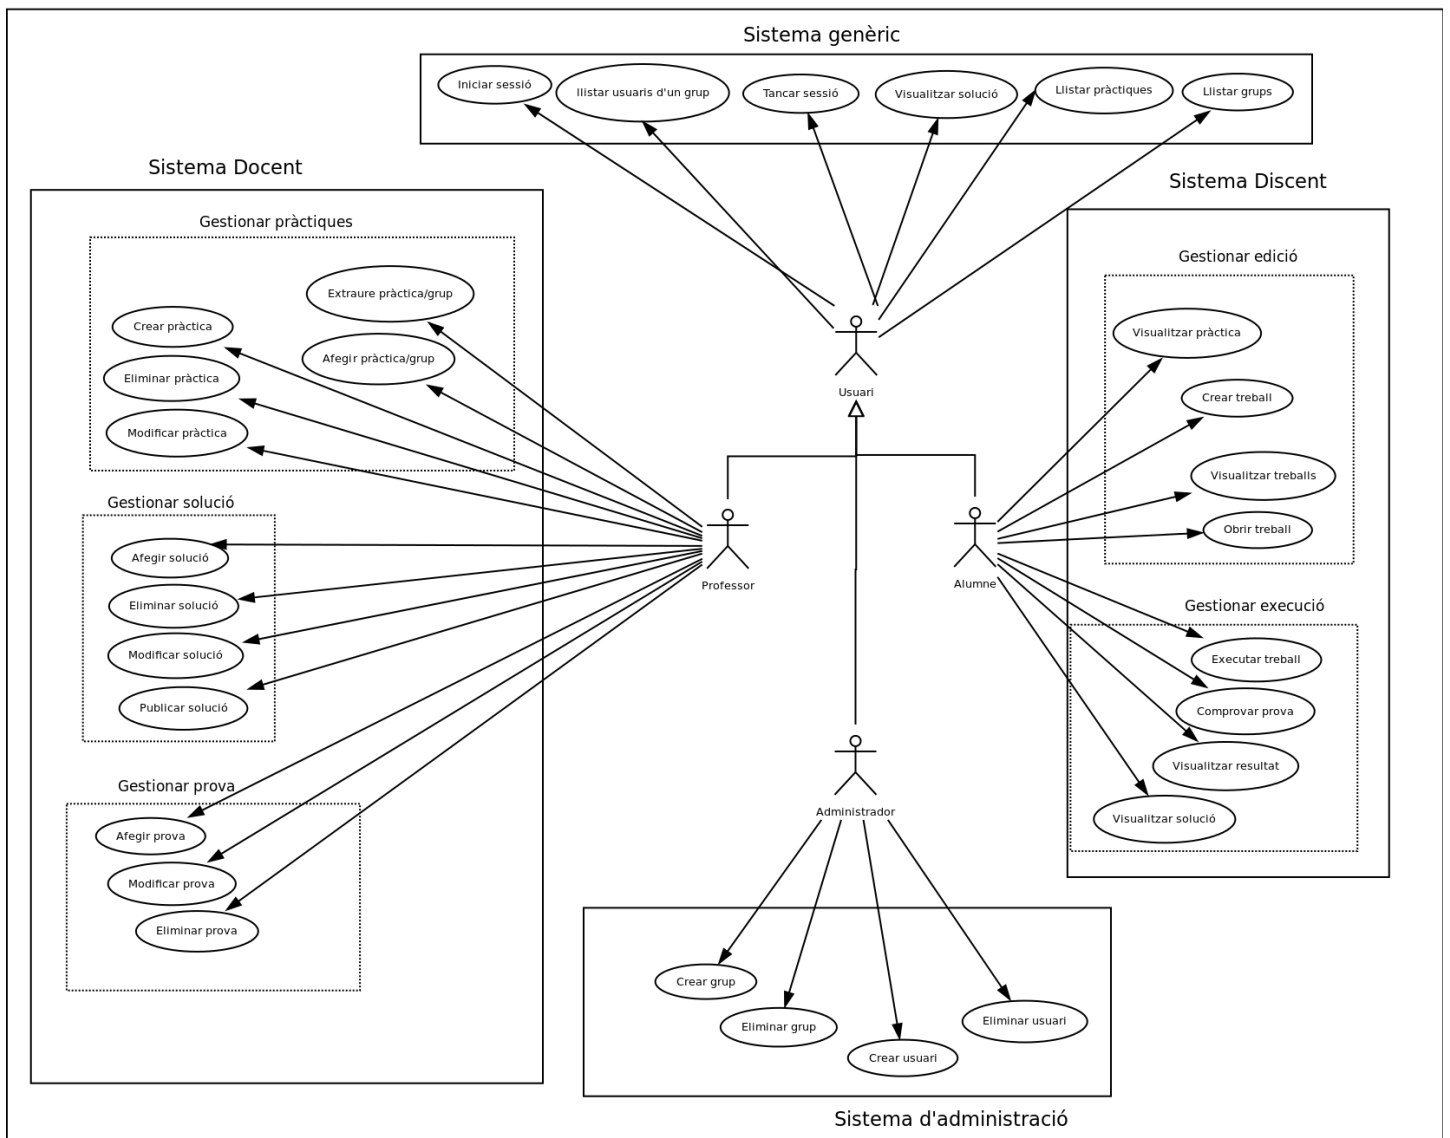 Sistema genèric
Iniciar sessió
llistar usuaris d'un grup
Tancar sessió
Visualitzar solució
Llistar pràctiques
Llistar grups
Sistema Docent
Gestionar pràctiques
Extraure pràctica/grup
Crear pràctica
Afegir pràctica/grup
Eliminar pràctica
Modificar pràctica
Gestionar solució
Afegir solució
Eliminar solució
Modificar solució
Publicar solució
Gestionar prova
Afegir prova
Modificar prova
Eliminar prova
Usuari
Professor
Alumne
Administrador
Sistema Discent
Gestionar edició
Visualitzar pràctica
Crear treball
Visualitzar treballs
Obrir treball
Gestionar execució
Executar treball
Comprovar prova
Visualitzar resultat
Visualitzar solució
Crear grup
Eliminar grup
Crear usuari
Eliminar usuari
Sistema d'administració